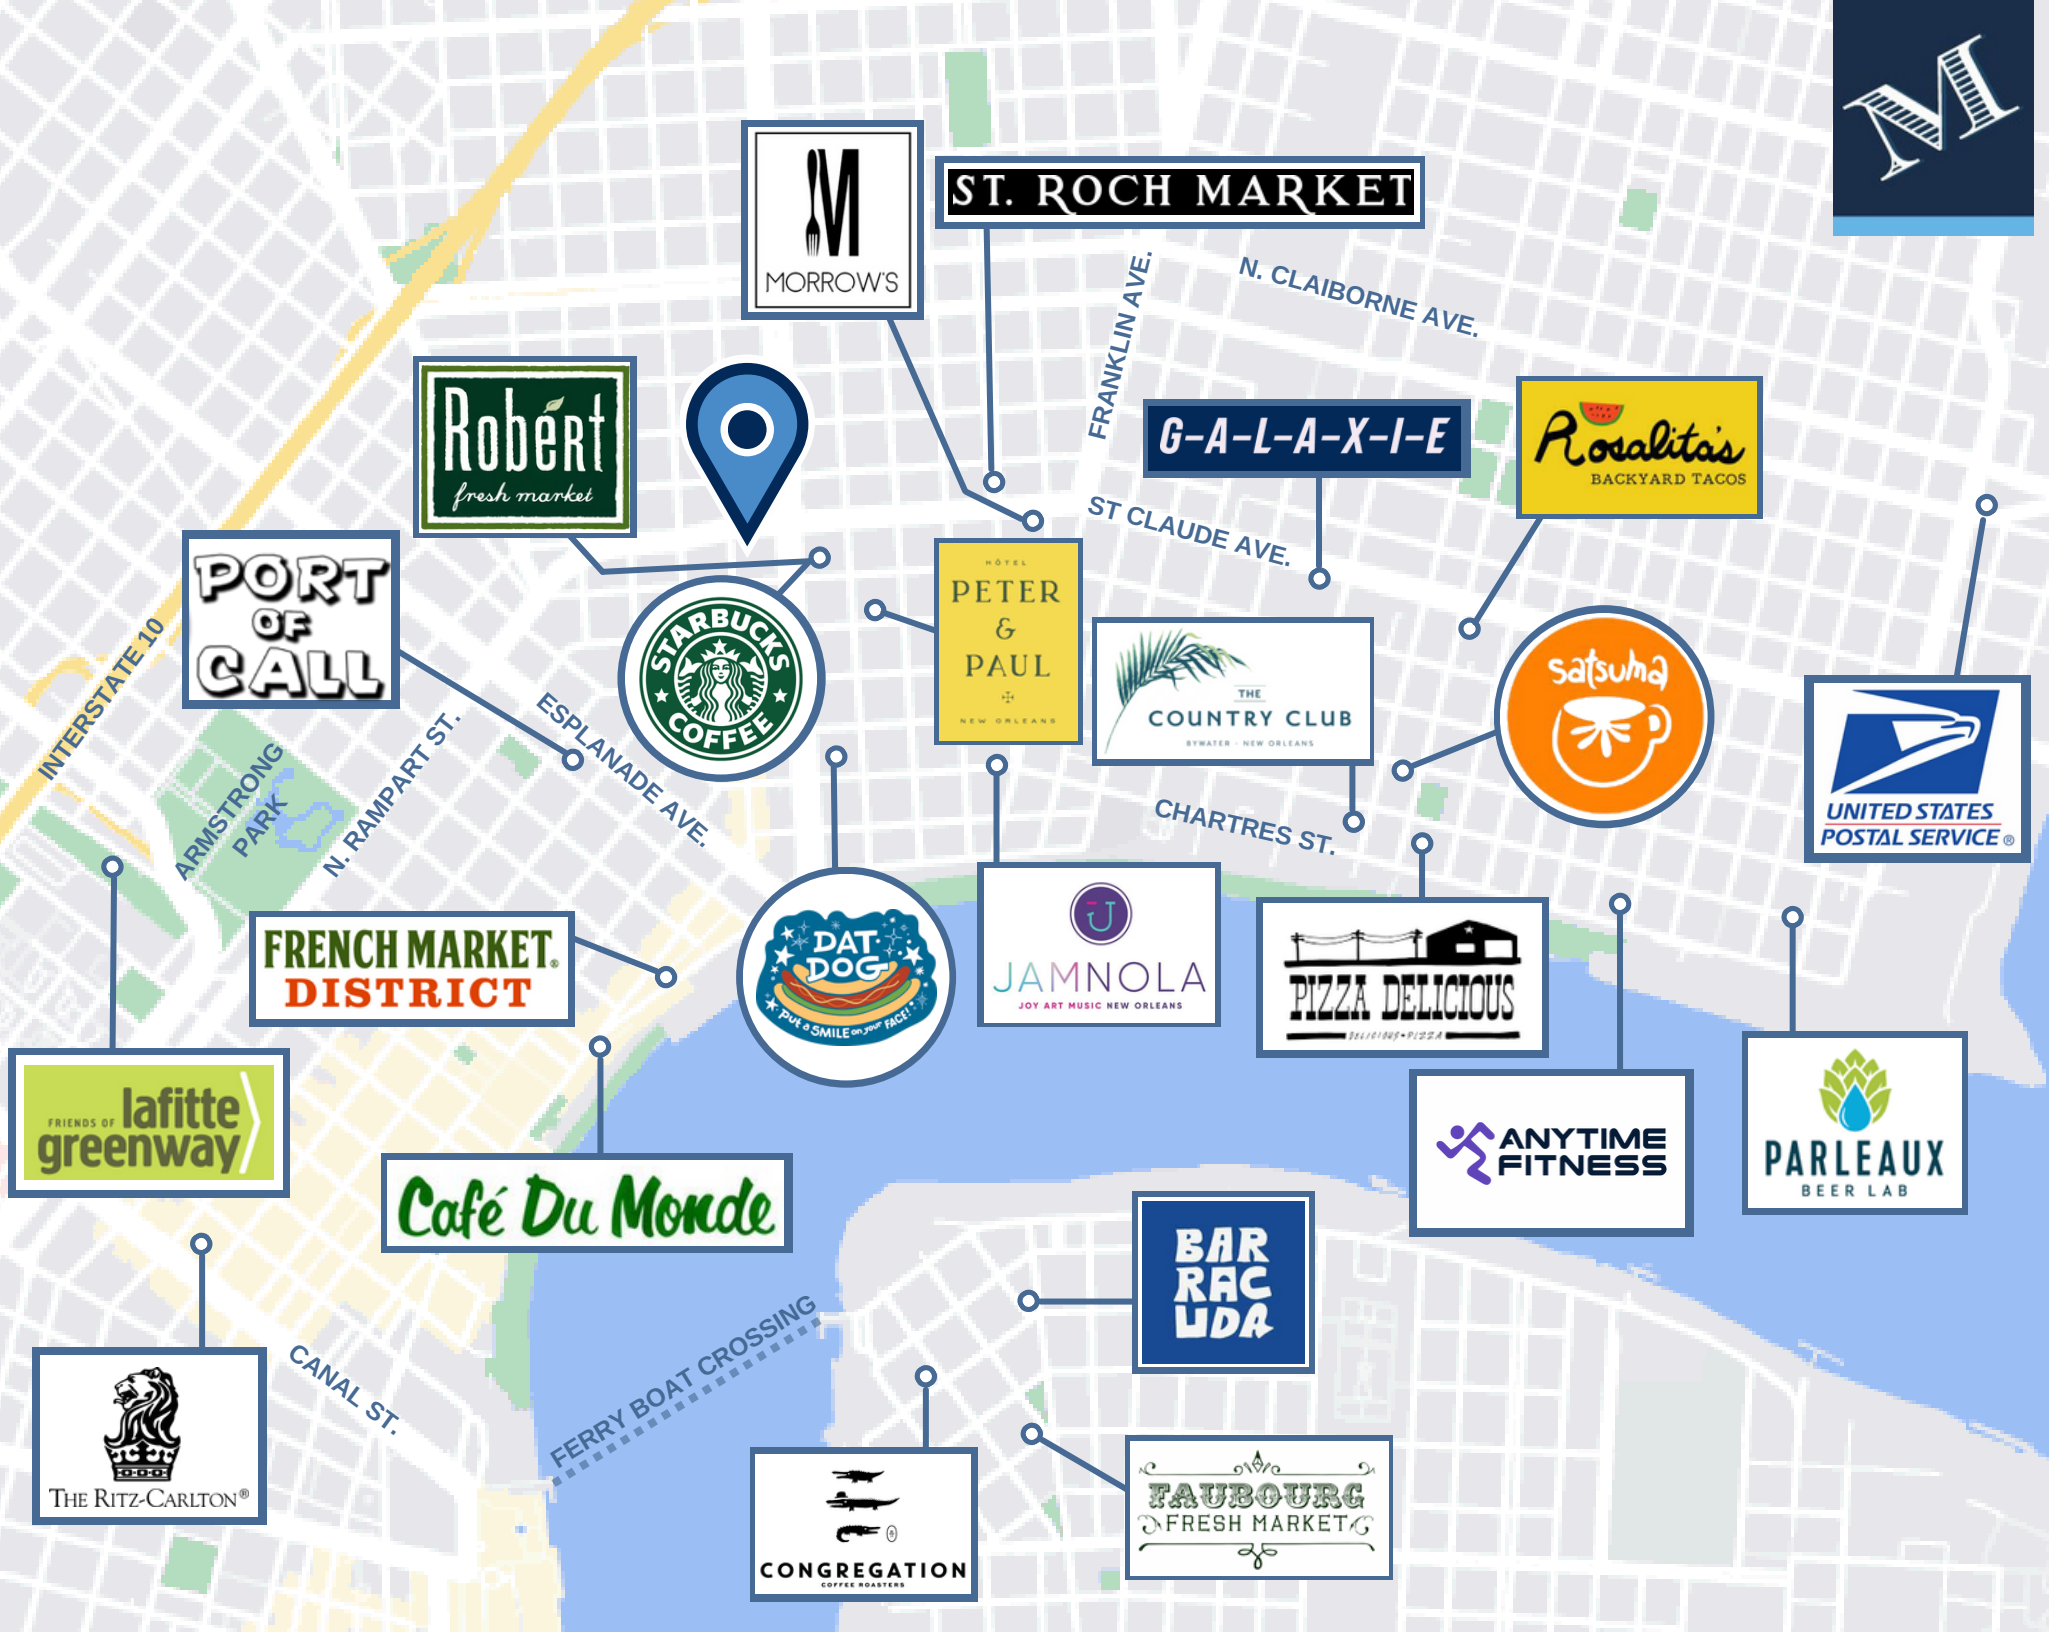 M
M
MORROW'S
ST. ROCH MARKET
N. CLAIBORNE AVE.
FRANKLIN AVE.
Robért
fresh market
G-A-L-A-X-I-E
Rosalita's
BACKYARD TACOS
ST CLAUDE AVE.
PORT
OF
CALL
HÔTEL
PETER
&
PAUL
NEW ORLEANS
STARBUCKS
COFFEE
THE
COUNTRY CLUB
BYWATER · NEW ORLEANS
satsuma
UNITED STATES
POSTAL SERVICE®
INTERSTATE 10
ARMSTRONG
PARK
N. RAMPART ST.
ESPLANADE AVE.
CHARTRES ST.
FRENCH MARKET®
DISTRICT
DAT
DOG
PUT a SMILE on your FACE!
J
JAMNOLA
JOY ART MUSIC NEW ORLEANS
PIZZA DELICIOUS
DELICIOUS PIZZA
FRIENDS OF lafitte
greenway
Café Du Monde
ANYTIME
FITNESS
PARLEAUX
BEER LAB
BAR
RAC
UDA
FERRY BOAT CROSSING
CANAL ST.
THE RITZ-CARLTON®
CONGREGATION
COFFEE ROASTERS
FAUBOURG
FRESH MARKET